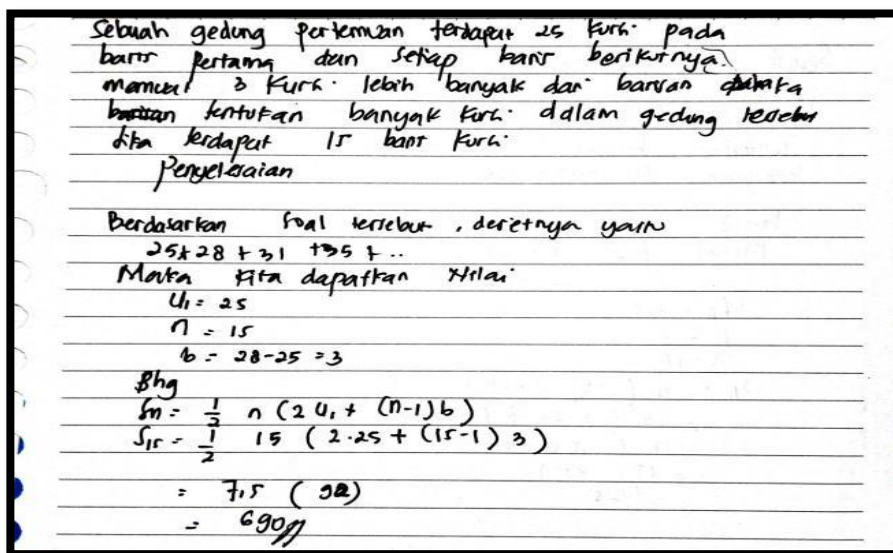 Sebuah gedung pertemuan terdapat 25 kursi pada
baris pertama dan setiap baris berikutnya
memuat 3 kursi lebih banyak dari barisan
tentukan banyak kursi dalam gedung tersebut
jika terdapat 15 baris kursi
Penyelesaian
Berdasarkan soal tersebut, deretnya yaitu
25 + 28 + 31 + 35 + ..
Maka kita dapatkan nilai
U₁ = 25
n = 15
b = 28-25 = 3
Shg
Sn = 1/2 n (2 U₁ + (n-1) b)
S₁₅ = 1/2 15 (2.25 + (15-1) 3)
= 7,5 (92)
= 690//